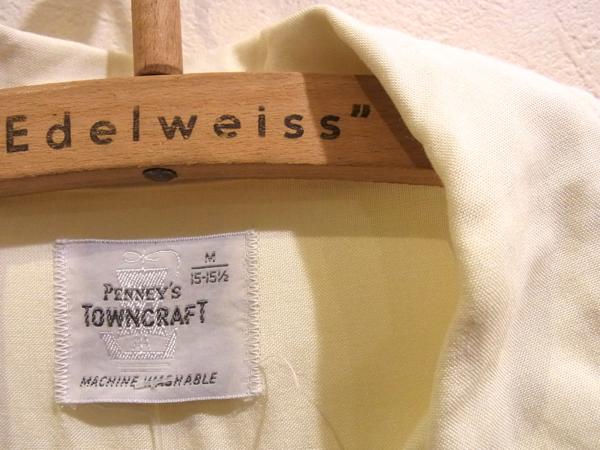 Edelweiss”
M
15-15½
PENNEY'S
TOWNCRAFT
MACHINE WASHABLE